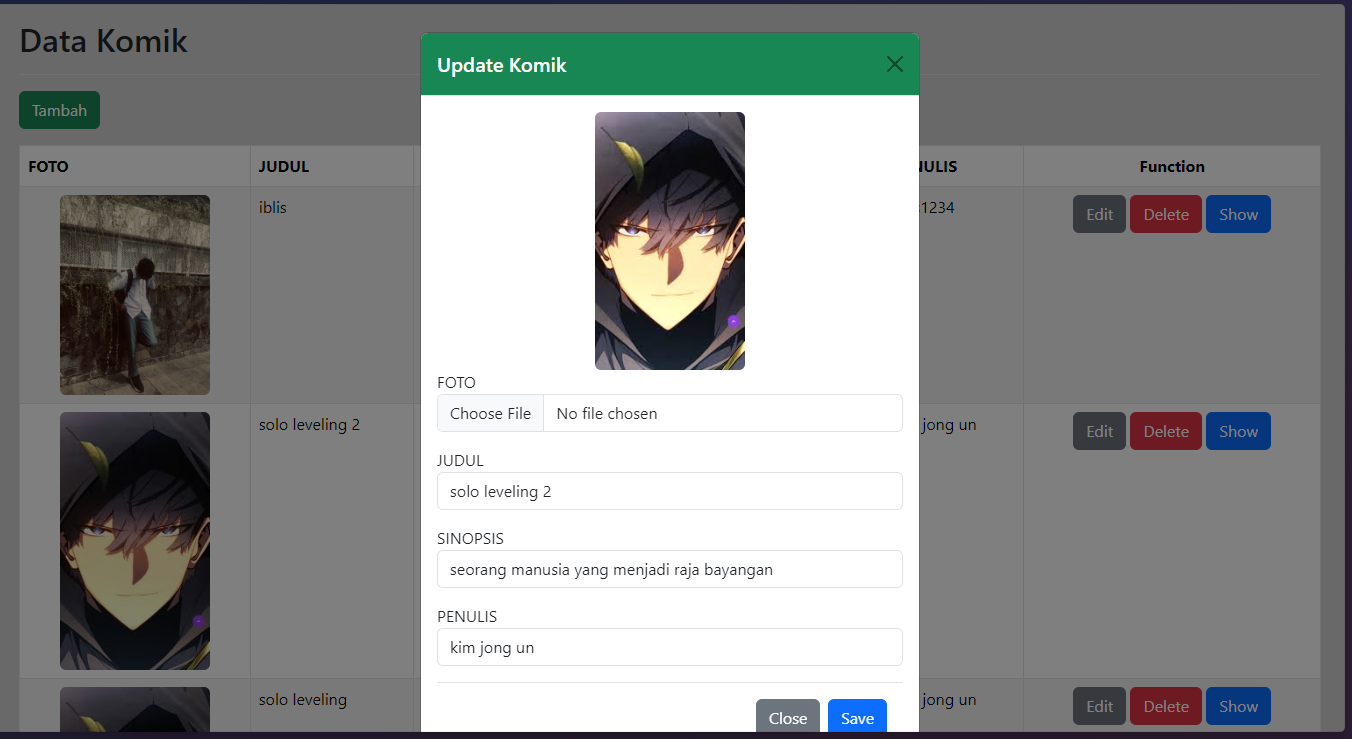 Data Komik
Tambah
FOTO JUDUL Function
iblis 1234 Edit Delete Show
solo leveling 2 jong un Edit Delete Show
solo leveling jong un Edit Delete Show
Update Komik
FOTO
Choose File No file chosen
JUDUL
solo leveling 2
SINOPSIS
seorang manusia yang menjadi raja bayangan
PENULIS
kim jong un
Close Save